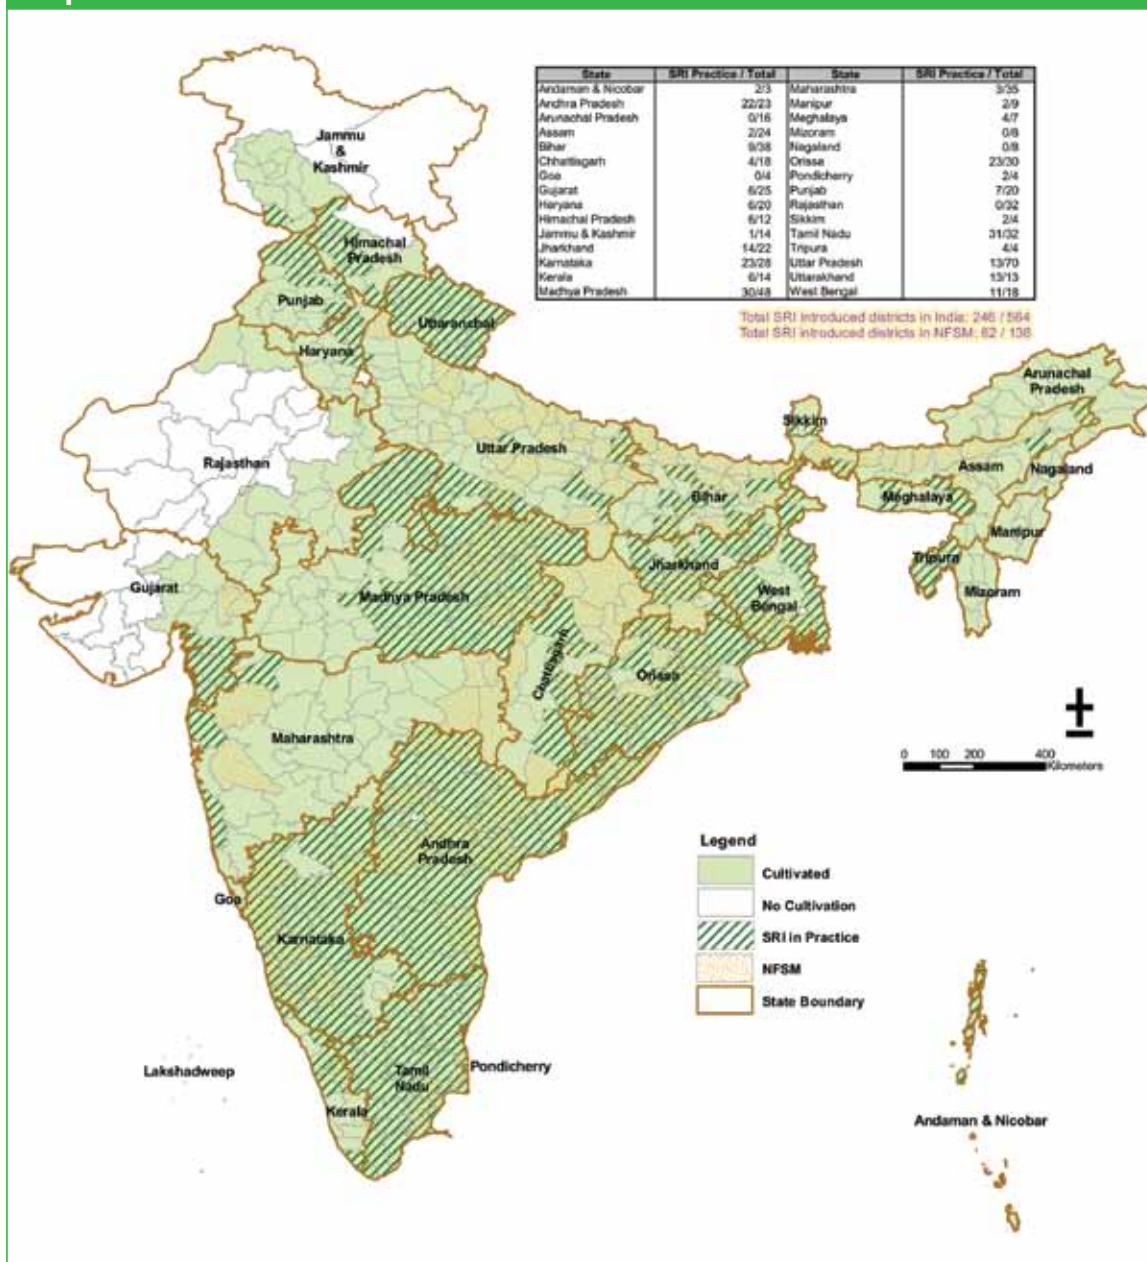 State SRI Practice / Total State SRI Practice / Total
Andaman & Nicobar 2/3 Maharashtra 3/35
Andhra Pradesh 22/23 Manipur 2/9
Arunachal Pradesh 0/16 Meghalaya 4/7
Assam 2/24 Mizoram 0/8
Bihar 9/38 Nagaland 0/8
Chhattisgarh 4/18 Orissa 23/30
Goa 0/4 Pondicherry 2/4
Gujarat 6/25 Punjab 7/20
Haryana 6/20 Rajasthan 0/32
Himachal Pradesh 6/12 Sikkim 2/4
Jammu & Kashmir 1/14 Tamil Nadu 31/32
Jharkhand 14/22 Tripura 4/4
Karnataka 23/28 Uttar Pradesh 13/70
Kerala 6/14 Uttarakhand 13/13
Madhya Pradesh 30/48 West Bengal 11/18
Total SRI introduced districts in India: 246 / 564
Total SRI introduced districts in NFSM: 82 / 136
Jammu
&
Kashmir
Himachal
Pradesh
Punjab
Uttaranchal
Haryana
Arunachal
Pradesh
Sikkim
Uttar Pradesh
Rajasthan
Assam
Nagaland
Bihar
Meghalaya
Manipur
Tripura
Jharkhand
Gujarat
Madhya Pradesh
West
Bengal
Mizoram
Chattisgarh
Orissa
Maharashtra
0 100 200 400
Kilometers
Andhra
Pradesh
Legend
Cultivated
No Cultivation
SRI in Practice
NFSM
State Boundary
Goa
Karnataka
Lakshadweep
Tamil
Nadu
Pondicherry
Kerala
Andaman & Nicobar